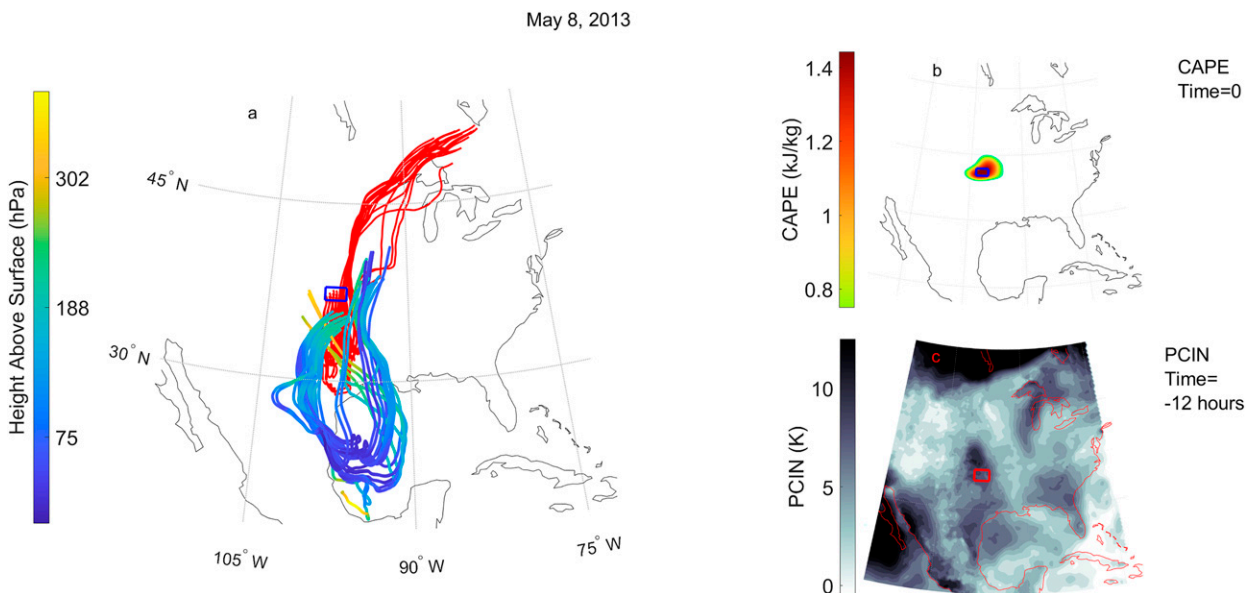 May 8, 2013
Height Above Surface (hPa)
302
188
75
a
45° N
30° N
105° W
90° W
75° W
b
CAPE (kJ/kg)
1.4
1.2
1
0.8
CAPE
Time=0
c
PCIN (K)
10
5
0
PCIN
Time=
-12 hours